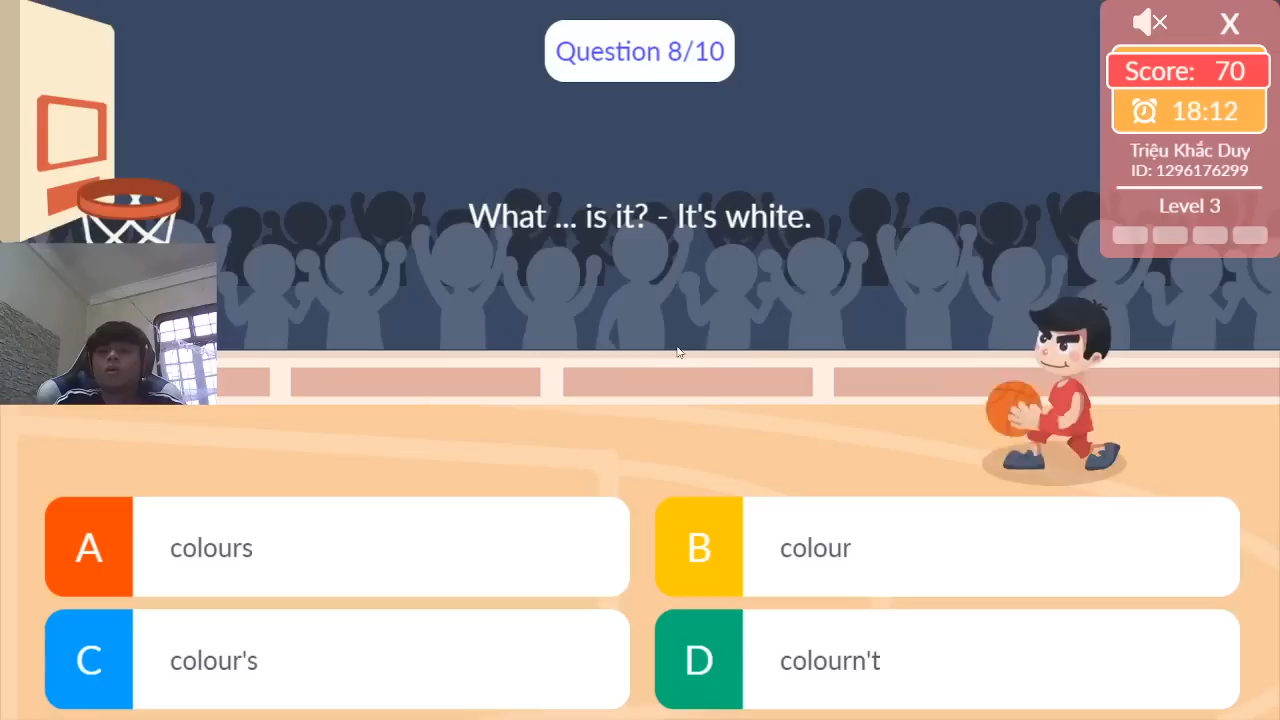 Question 8/10
X
Score: 70
18:12
Triệu Khắc Duy
ID: 1296176299
Level 3
What ... is it? - It's white.
A colours
B colour
C colour's
D colourn't